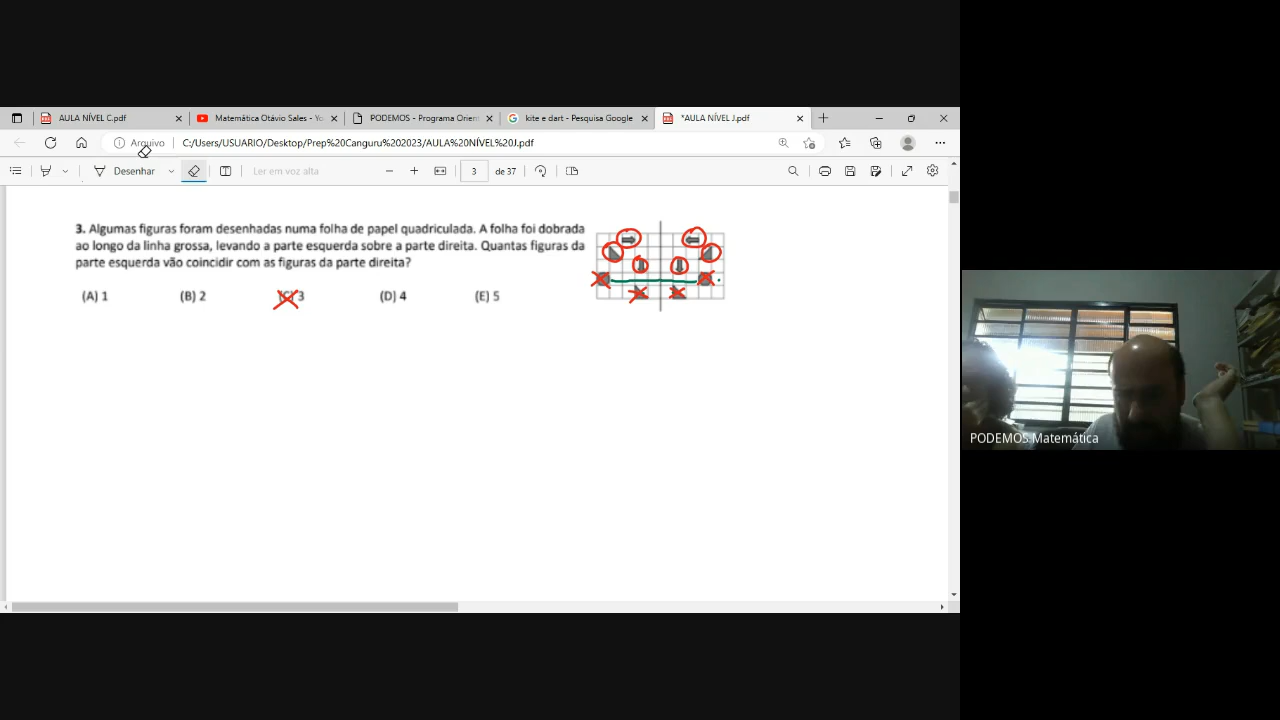 AULA NÍVEL C.pdf
Matemática Otávio Sales - Yo
PODEMOS - Programa Orien
kite e dart - Pesquisa Google
*AULA NÍVEL J.pdf
Arquivo
C:/Users/USUARIO/Desktop/Prep%20Canguru%202023/AULA%20NÍVEL%20J.pdf
Desenhar
Ler em voz alta
3
de 37
3. Algumas figuras foram desenhadas numa folha de papel quadriculada. A folha foi dobrada
ao longo da linha grossa, levando a parte esquerda sobre a parte direita. Quantas figuras da
parte esquerda vão coincidir com as figuras da parte direita?
(A) 1 (B) 2 (C) 3 (D) 4 (E) 5
PODEMOS Matemática